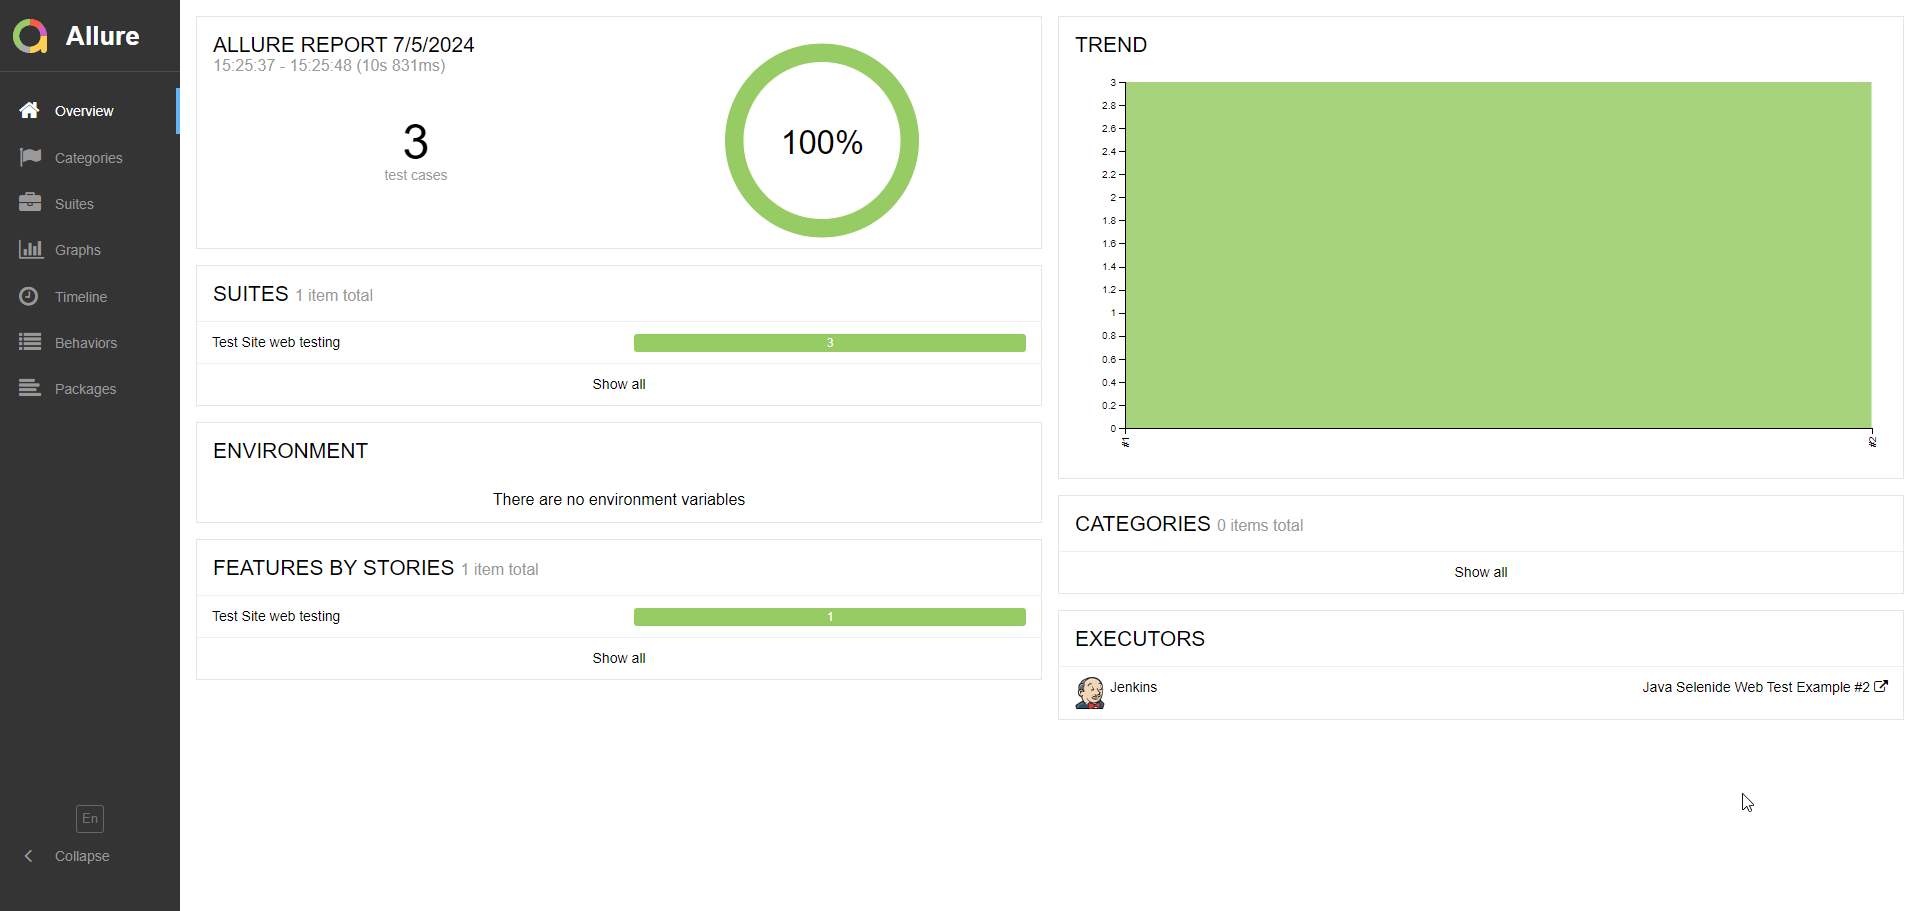 Allure
Overview
Categories
Suites
Graphs
Timeline
Behaviors
Packages
En
Collapse
ALLURE REPORT 7/5/2024
15:25:37 - 15:25:48 (10s 831ms)
3
test cases
100%
SUITES 1 item total
Test Site web testing 3
Show all
ENVIRONMENT
There are no environment variables
FEATURES BY STORIES 1 item total
Test Site web testing 1
Show all
TREND
3
2.8
2.6
2.4
2.2
2
1.8
1.6
1.4
1.2
1
0.8
0.6
0.4
0.2
0
#1 #2
CATEGORIES 0 items total
Show all
EXECUTORS
Jenkins Java Selenide Web Test Example #2